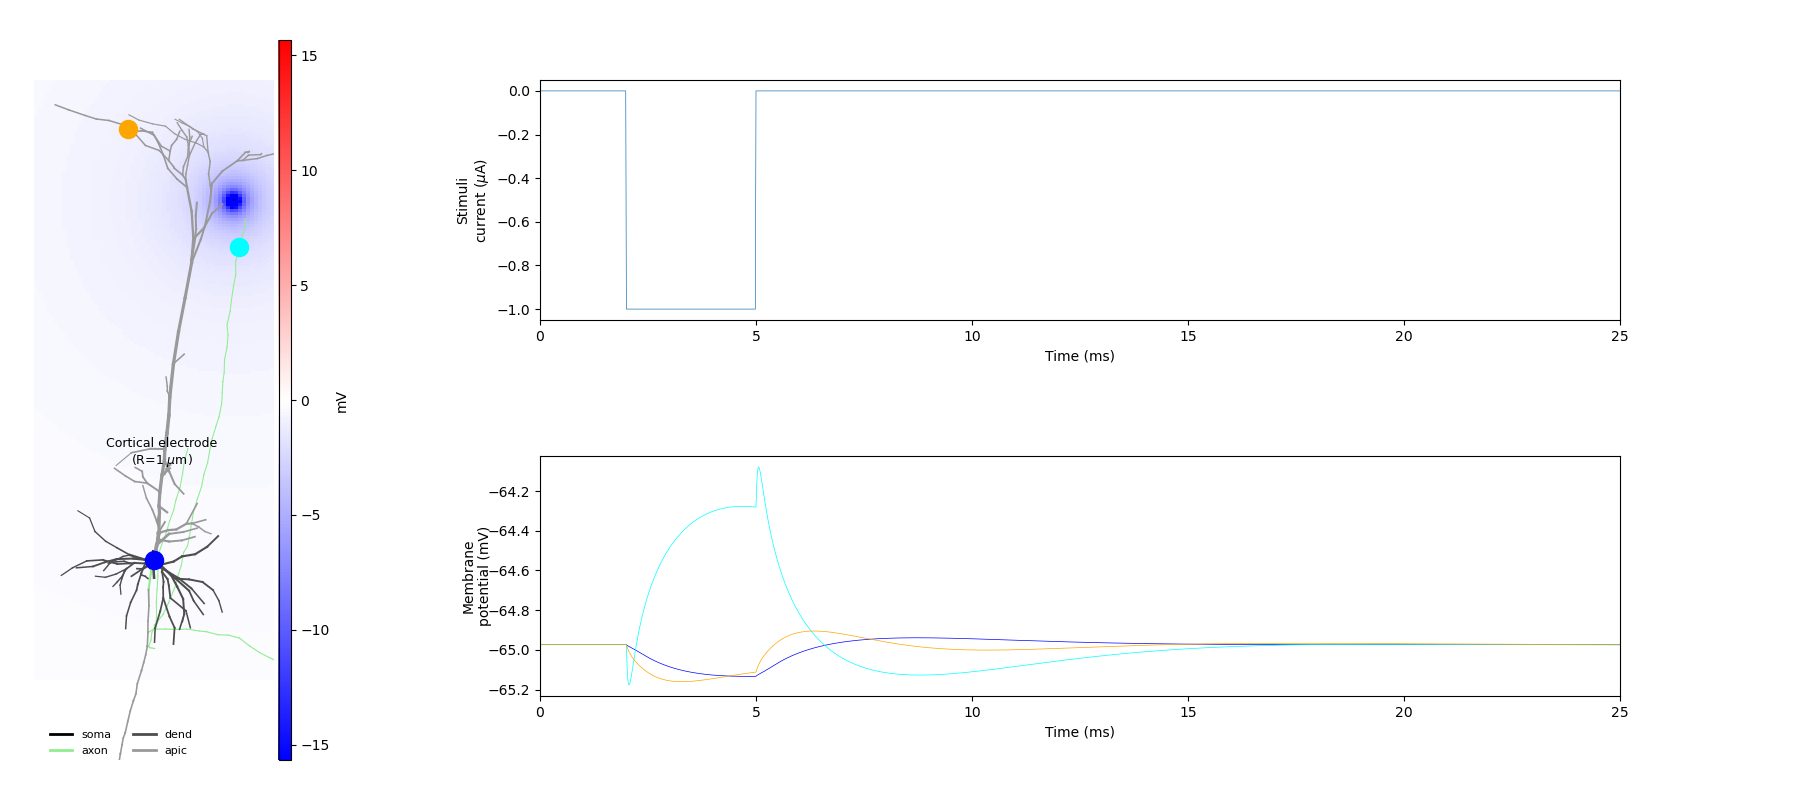 15
10
5
0
−5
−10
−15
mV
Cortical electrode
(R=1 μm)
soma
axon
dend
apic
Stimuli
current (μA)
0.0
−0.2
−0.4
−0.6
−0.8
−1.0
0 5 10 15 20 25
Time (ms)
Membrane
potential (mV)
−64.2
−64.4
−64.6
−64.8
−65.0
−65.2
0 5 10 15 20 25
Time (ms)